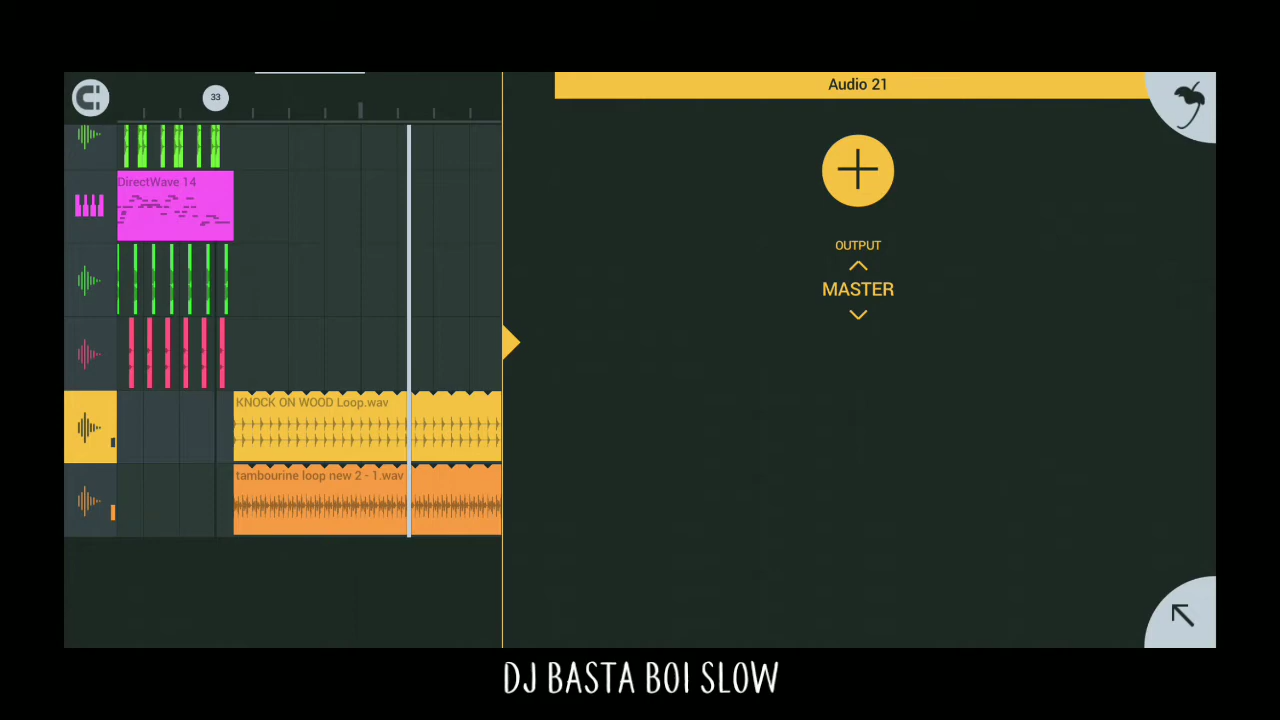 Audio 21
33
DirectWave 14
OUTPUT
MASTER
KNOCK ON WOOD Loop.wav
tambourine loop new 2 - 1.wav
DJ BASTA BOI SLOW